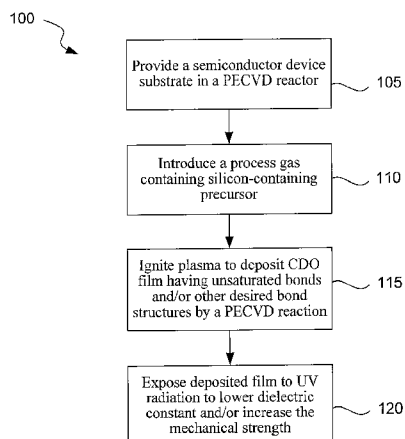 100
Provide a semiconductor device
substrate in a PECVD reactor
105
Introduce a process gas
containing silicon-containing
precursor
110
Ignite plasma to deposit CDO
film having unsaturated bonds
and/or other desired bond
structures by a PECVD reaction
115
Expose deposited film to UV
radiation to lower dielectric
constant and/or increase the
mechanical strength
120